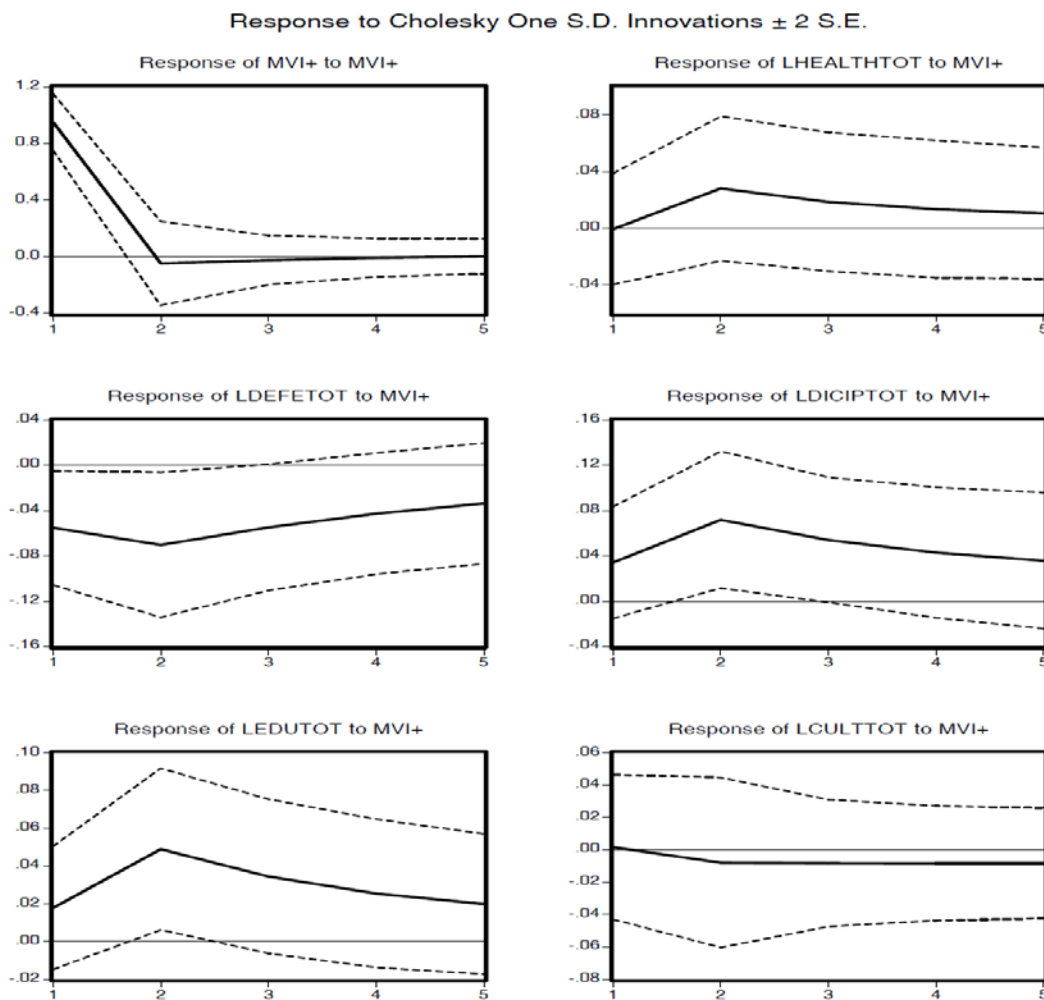 Response to Cholesky One S.D. Innovations ± 2 S.E.
Response of MVI+ to MVI+
1.2
0.8
0.4
0.0
-0.4
1 2 3 4 5
Response of LHEALTHTOT to MVI+
.08
.04
.00
-.04
1 2 3 4 5
Response of LDEFETOT to MVI+
.04
.00
-.04
-.08
-.12
-.16
1 2 3 4 5
Response of LDICIPTOT to MVI+
.16
.12
.08
.04
.00
-.04
1 2 3 4 5
Response of LEDUTOT to MVI+
.10
.08
.06
.04
.02
.00
-.02
1 2 3 4 5
Response of LCULTTOT to MVI+
.06
.04
.02
.00
-.02
-.04
-.06
-.08
1 2 3 4 5